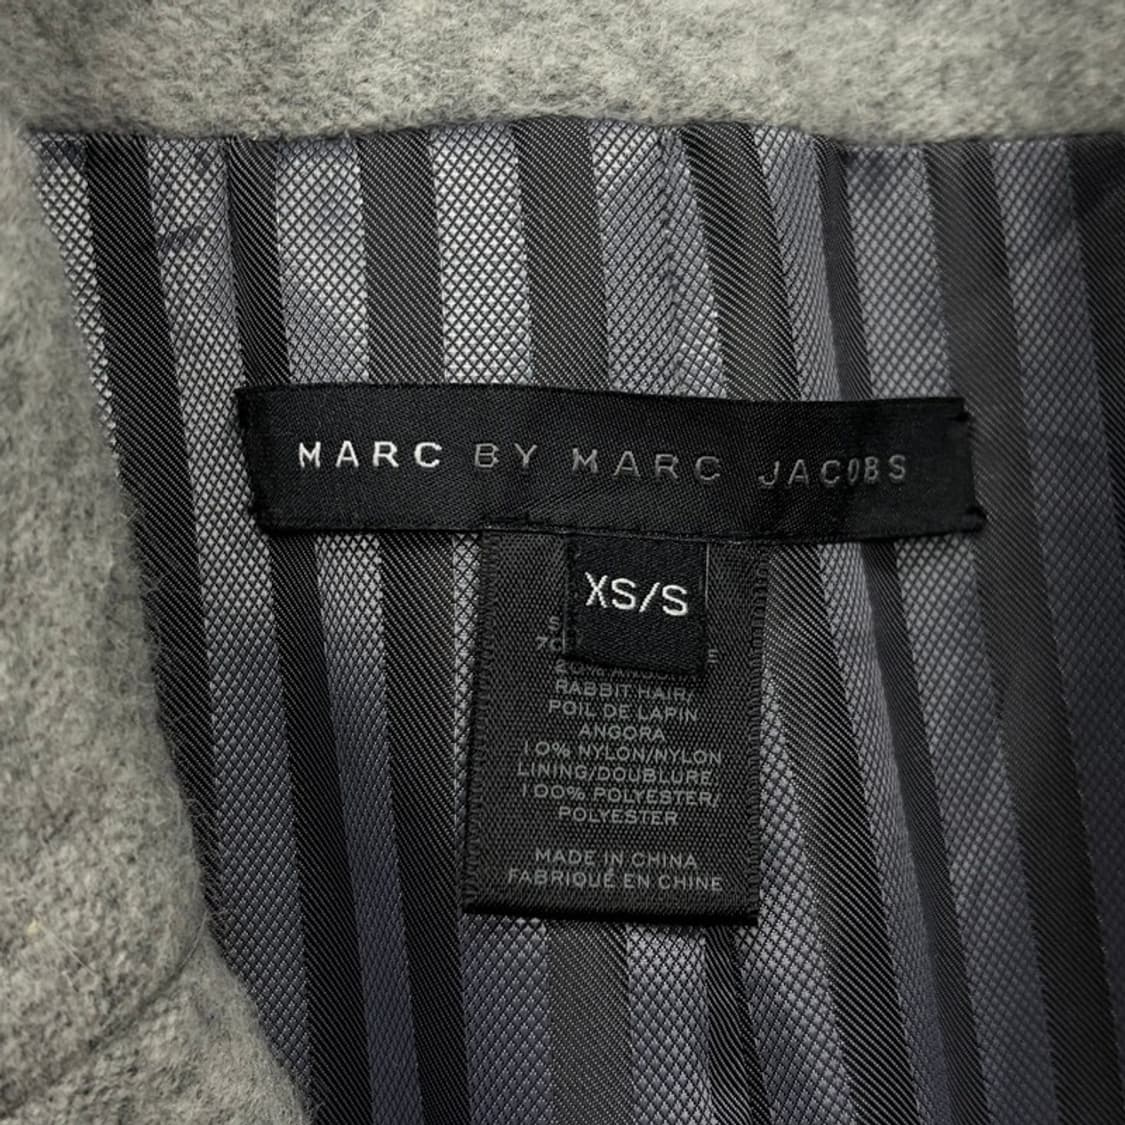 MARC BY MARC JACOBS
XS/S
RABBIT HAIR/
POIL DE LAPIN
ANGORA
10% NYLON/NYLON
LINING/DOUBLURE
100% POLYESTER/
POLYESTER
MADE IN CHINA
FABRIQUÉ EN CHINE